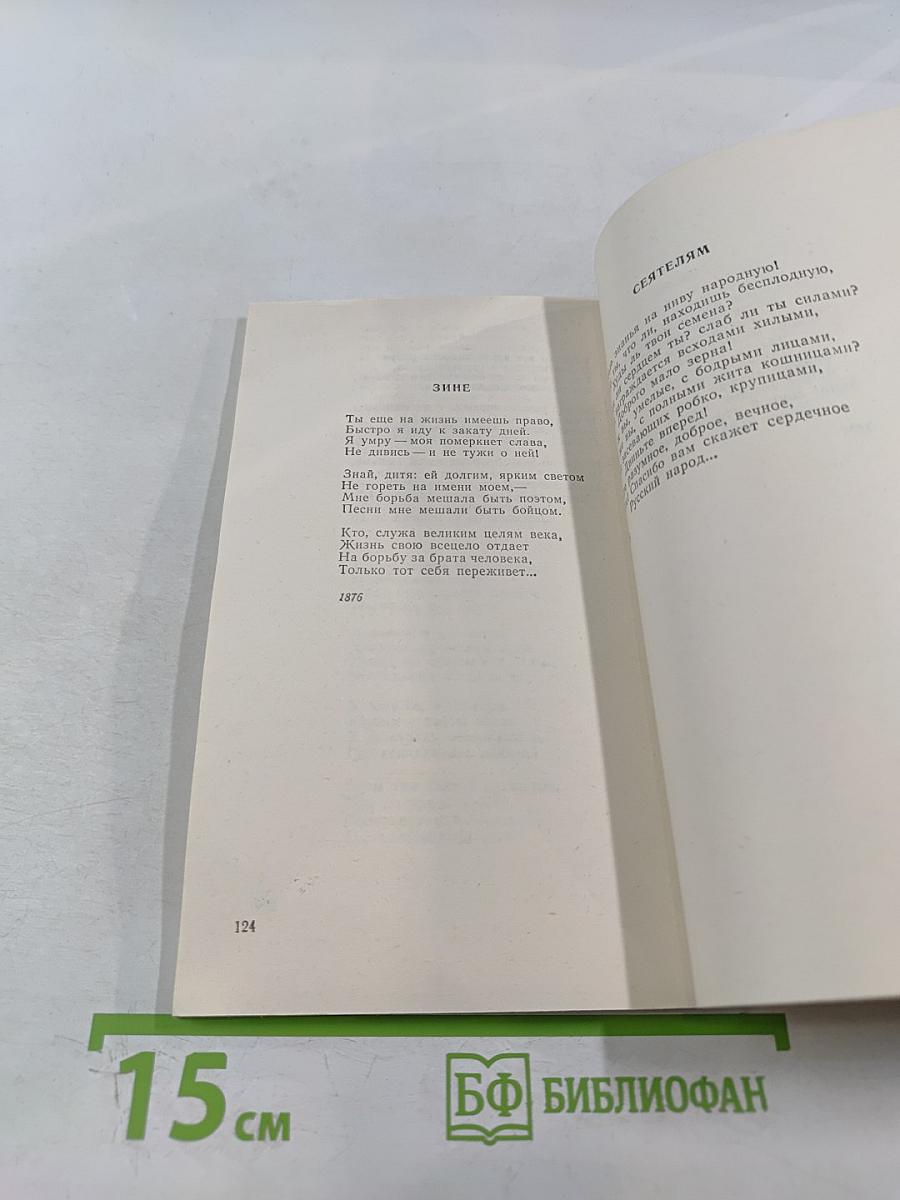 ЗИНЕ
Ты еще на жизнь имеешь право,
Быстро я иду к закату дней.
Я умру — моя померкнет слава,
Не дивись — и не тужи о ней!
Знай, дитя: ей долгим, ярким светом
Не гореть на имени моем,—
Мне борьба мешала быть поэтом,
Песни мне мешали быть бойцом.
Кто, служа великим целям века,
Жизнь свою всецело отдает
На борьбу за брата человека,
Только тот себя переживет...
1876
124
СЕЯТЕЛЯМ
знанья на ниву народную!
что ли, находишь бесплодную,
аль твои семена?
сердцем ты? слаб ли ты силами?
всходами хилыми,
мало зерна!
умелые, с бодрыми лицами,
вы, с полными жита кошницами?
робко, крупицами,
вперед!
доброе, вечное,
Спасибо вам скажет сердечное
Русский народ...
15 см
БФ БИБЛИОФАН